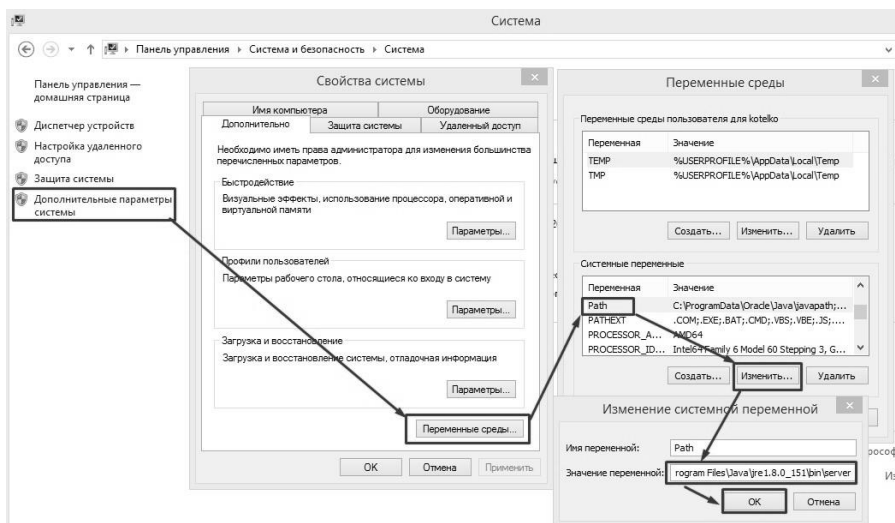 Система
Панель управления › Система и безопасность › Система
Панель управления —
домашняя страница
Диспетчер устройств
Настройка удаленного
доступа
Защита системы
Дополнительные параметры
системы
Свойства системы
Имя компьютера
Оборудование
Дополнительно
Защита системы
Удаленный доступ
Необходимо иметь права администратора для изменения большинства
перечисленных параметров.
Быстродействие
Визуальные эффекты, использование процессора, оперативной и
виртуальной памяти
Параметры...
Профили пользователей
Параметры рабочего стола, относящиеся ко входу в систему
Параметры...
Загрузка и восстановление
Загрузка и восстановление системы, отладочная информация
Параметры...
Переменные среды...
OK
Отмена
Применить
Переменные среды
Переменные среды пользователя для kotelko
Переменная
Значение
TEMP
%USERPROFILE%\AppData\Local\Temp
TMP
%USERPROFILE%\AppData\Local\Temp
Создать...
Изменить...
Удалить
Системные переменные
Переменная
Значение
Path
C:\ProgramData\Oracle\Java\javapath;...
PATHEXT
.COM;.EXE;.BAT;.CMD;.VBS;.VBE;.JS;....
PROCESSOR_A...
AMD64
PROCESSOR_ID...
Intel64 Family 6 Model 60 Stepping 3, G...
Создать...
Изменить...
Удалить
Изменение системной переменной
Имя переменной:
Path
Значение переменной:
rogram Files\Java\jre1.8.0_151\bin\server
OK
Отмена